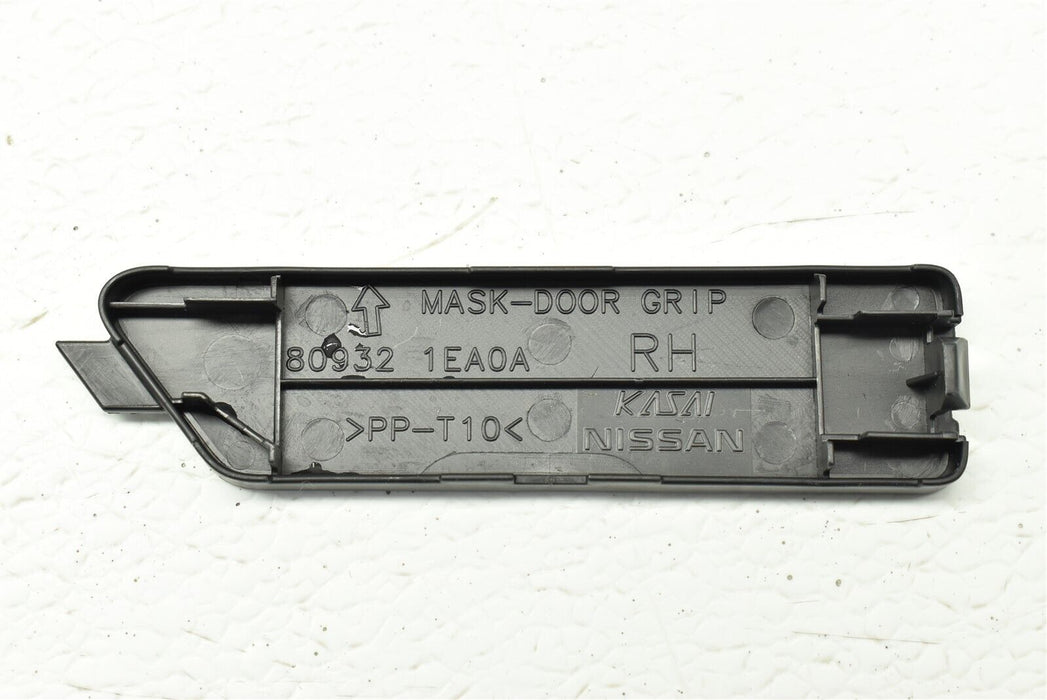 MASK-DOOR GRIP
80932 1EA0A RH
KASAI
>PP-T10< NISSAN